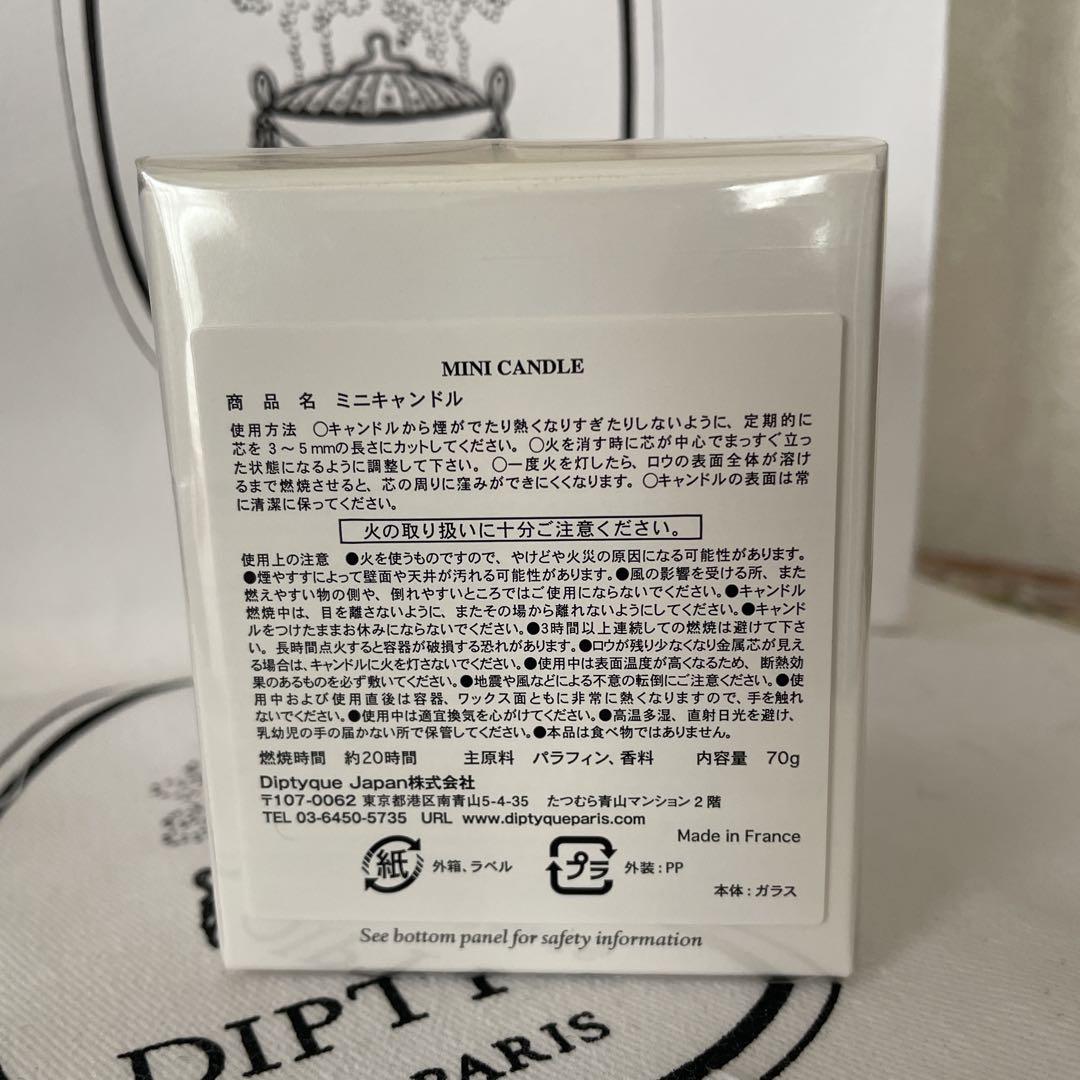 MINI CANDLE
商 品 名 ミニキャンドル
使用方法 〇キャンドルから煙がでたり熱くなりすぎたりしないように、定期的に
芯を 3～5mmの長さにカットしてください。〇火を消す時に芯が中心でまっすぐ立っ
た状態になるように調整して下さい。〇一度火を灯したら、ロウの表面全体が溶け
るまで燃焼させると、芯の周りに窪みができにくくなります。〇キャンドルの表面は常
に清潔に保ってください。
火の取り扱いに十分ご注意ください。
使用上の注意 ●火を使うものですので、やけどや火災の原因になる可能性があります。
●煙やすすによって壁面や天井が汚れる可能性があります。●風の影響を受ける所、また
燃えやすい物の側や、倒れやすいところではご使用にならないでください。●キャンドル
燃焼中は、目を離さないように、またその場から離れないようにしてください。●キャンド
ルをつけたままお休みにならないでください。●3時間以上連続しての燃焼は避けて下さ
い。長時間点火すると容器が破損する恐れがあります。●ロウが残り少なくなり金属芯が見え
る場合は、キャンドルに火を灯さないでください。●使用中は表面温度が高くなるため、断熱効
果のあるものを必ず敷いてください。●地震や風などによる不意の転倒にご注意ください。●使
用中および使用直後は容器、ワックス面ともに非常に熱くなりますので、手を触れ
ないでください。●使用中は適宜換気を心がけてください。●高温多湿、直射日光を避け、
乳幼児の手の届かない所で保管してください。●本品は食べ物ではありません。
燃焼時間 約20時間 主原料 パラフィン、香料 内容量 70g
Diptyque Japan株式会社
〒107-0062 東京都港区南青山5-4-35 たつむら青山マンション2階
TEL 03-6450-5735 URL www.diptyqueparis.com
Made in France
紙 外箱、ラベル プラ 外装：PP
本体：ガラス
See bottom panel for safety information
DIPTY
PARIS